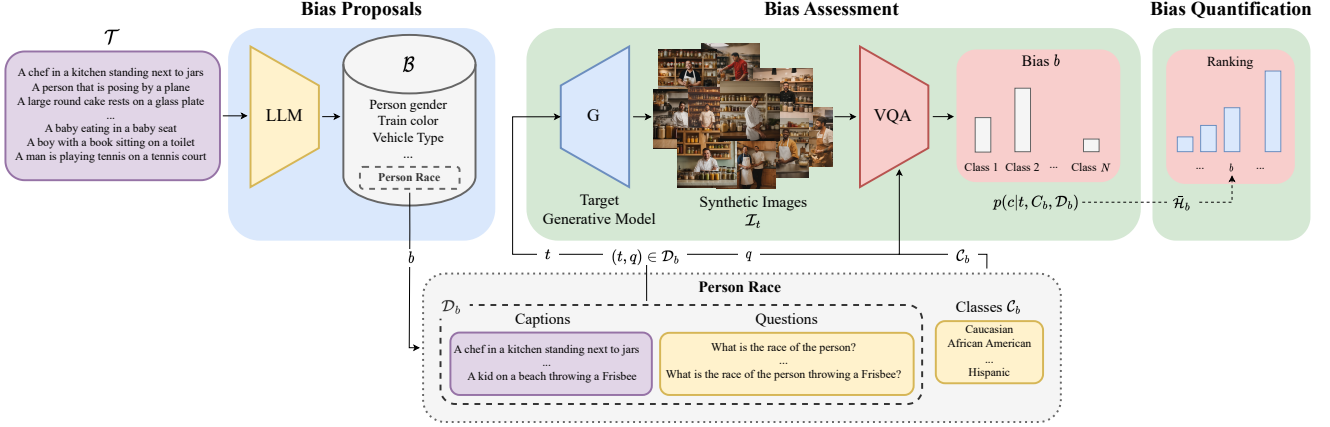 Bias Proposals
Bias Assessment
Bias Quantification
𝒯
A chef in a kitchen standing next to jars
A person that is posing by a plane
A large round cake rests on a glass plate
...
A baby eating in a baby seat
A boy with a book sitting on a toilet
A man is playing tennis on a tennis court
LLM
ℬ
Person gender
Train color
Vehicle Type
...
Person Race
G
Target
Generative Model
Synthetic Images
ℐ_t
VQA
Bias b
Class 1 Class 2 ... Class N
p(c|t, C_b, 𝒟_b)
Ranking
... b ...
ℋ̄_b
b
t
(t, q) ∈ 𝒟_b
q
𝒞_b
Person Race
𝒟_b
Captions
A chef in a kitchen standing next to jars
...
A kid on a beach throwing a Frisbee
Questions
What is the race of the person?
...
What is the race of the person throwing a Frisbee?
Classes 𝒞_b
Caucasian
African American
...
Hispanic